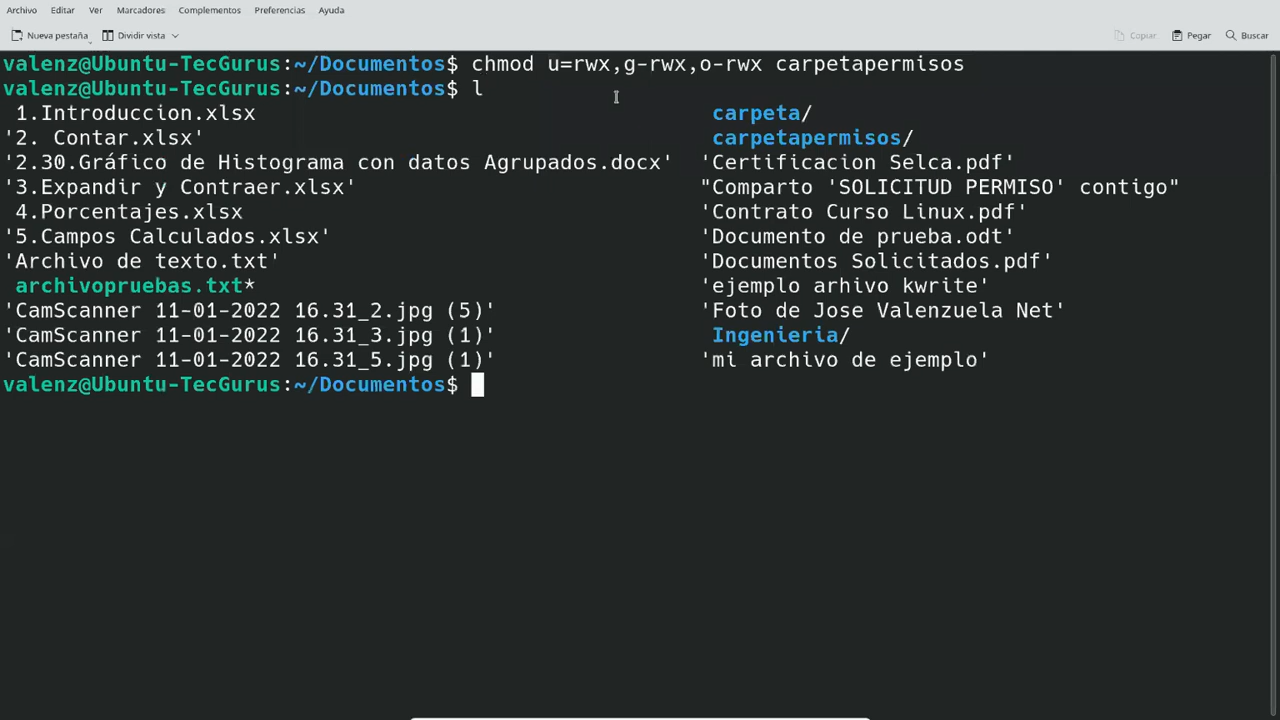 Archivo Editar Ver Marcadores Complementos Preferencias Ayuda
Nueva pestaña Dividir vista Copiar Pegar Buscar
valenz@Ubuntu-TecGurus:~/Documentos$ chmod u=rwx,g-rwx,o-rwx carpetapermisos
valenz@Ubuntu-TecGurus:~/Documentos$ l
1.Introduccion.xlsx carpeta/
'2. Contar.xlsx' carpetapermisos/
'2.30.Gráfico de Histograma con datos Agrupados.docx' 'Certificacion Selca.pdf'
'3.Expandir y Contraer.xlsx' "Comparto 'SOLICITUD PERMISO' contigo"
4.Porcentajes.xlsx 'Contrato Curso Linux.pdf'
'5.Campos Calculados.xlsx' 'Documento de prueba.odt'
'Archivo de texto.txt' 'Documentos Solicitados.pdf'
archivopruebas.txt* 'ejemplo arhivo kwrite'
'CamScanner 11-01-2022 16.31_2.jpg (5)' 'Foto de Jose Valenzuela Net'
'CamScanner 11-01-2022 16.31_3.jpg (1)' Ingenieria/
'CamScanner 11-01-2022 16.31_5.jpg (1)' 'mi archivo de ejemplo'
valenz@Ubuntu-TecGurus:~/Documentos$